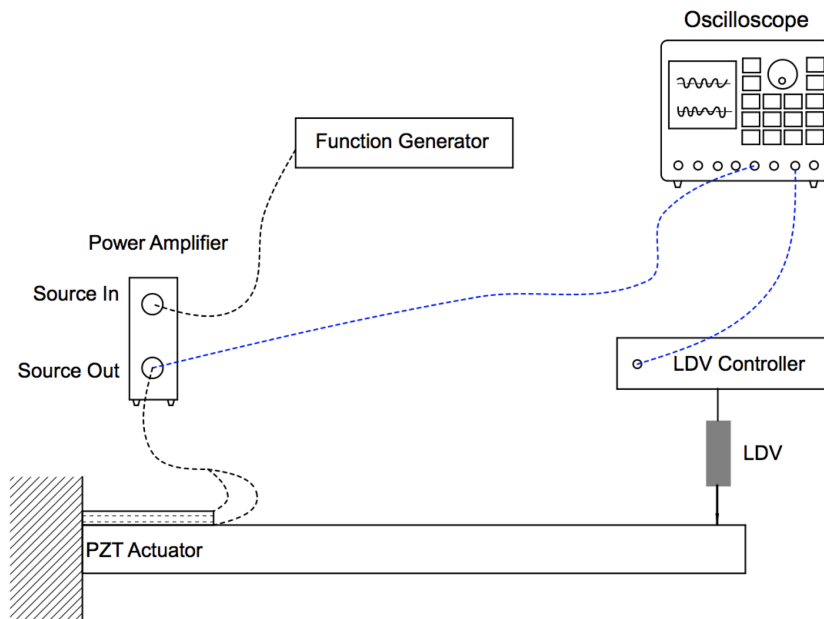 Oscilloscope
Function Generator
Power Amplifier
Source In
Source Out
LDV Controller
LDV
PZT Actuator